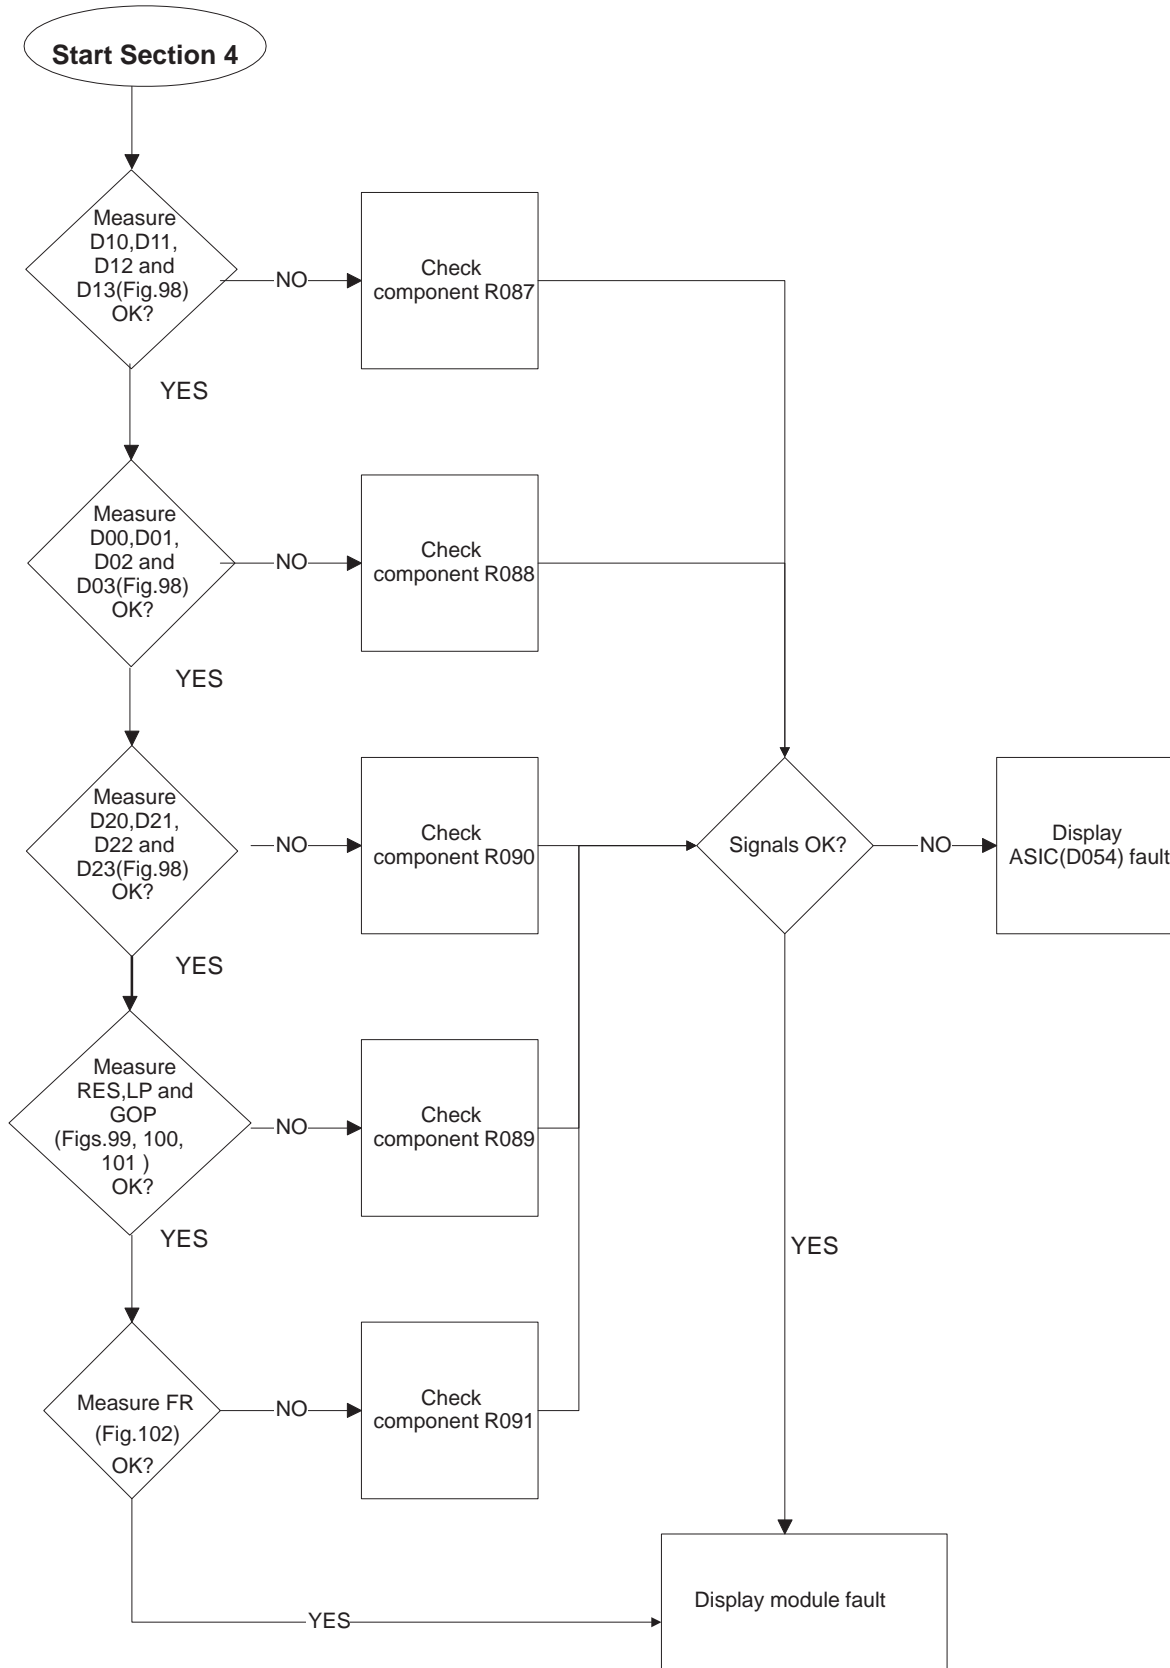 Start Section 4
Measure
D10,D11,
D12 and
D13(Fig.98)
OK?
NO
Check
component R087
YES
Measure
D00,D01,
D02 and
D03(Fig.98)
OK?
NO
Check
component R088
YES
Measure
D20,D21,
D22 and
D23(Fig.98)
OK?
NO
Check
component R090
Signals OK?
NO
Display
ASIC(D054) fault
YES
Measure
RES,LP and
GOP
(Figs.99, 100,
101 )
OK?
NO
Check
component R089
YES
YES
Measure FR
(Fig.102)
OK?
NO
Check
component R091
YES
Display module fault